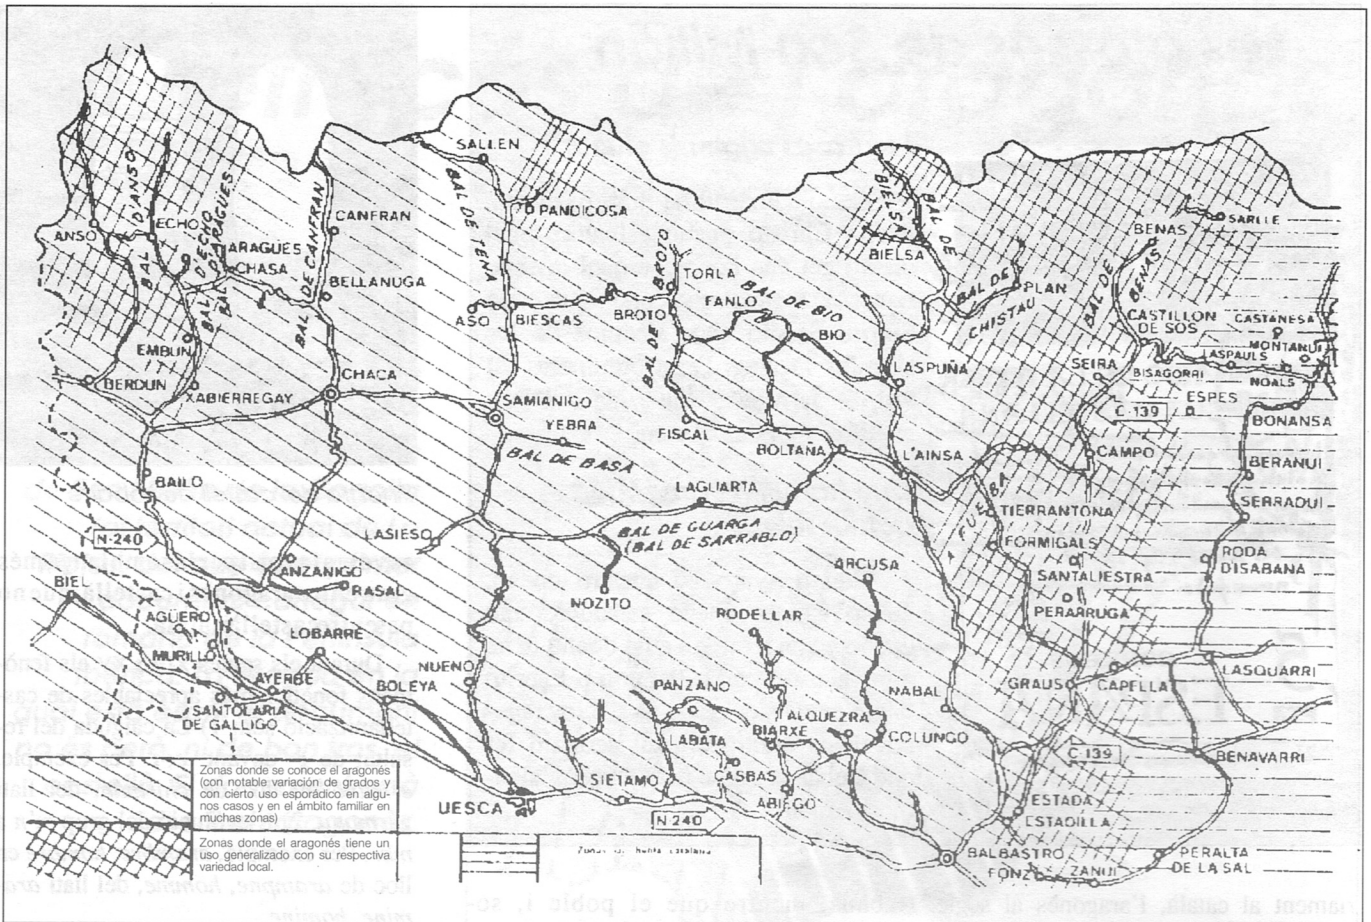 SALLEN
PANDICOSA
BAL D'ANSO
BAL D'ECHO
BAL D'ARAGUES
BAL DE CANFRAN
BAL DE TENA
BAL DE BROTO
BAL DE BIO
BAL DE BIELSA
BAL DE CHISTAU
BAL DE BENAS
SARLLE
BENAS
ANSO
ECHO
ARAGUES
CHASA
CANFRAN
BELLANUGA
TORLA
FANLO
BIELSA
PLAN
ASO
BIESCAS
BROTO
BIO
CASTILLON
DE SOS
CASTANESA
MONTANUI
EMBUN
LASPAULS
BERDUN
XABIERREGAY
CHACA
SAMIANIGO
LASPUÑA
SEIRA
BISAGORRI
NOALS
ESPES
C-139
BONANSA
YEBRA
BAL DE BASA
FISCAL
BOLTAÑA
L'AINSA
CAMPO
BERANUI
BAILO
LAGUARTA
SERRADUI
BAL DE GUARGA
(BAL DE SARRABLO)
TIERRANTONA
N-240
LASIESO
FORMIGALS
RODA
D'ISABANA
BIEL
ANZANIGO
RASAL
NOZITO
ARCUSA
SANTALIESTRA
PERARRUGA
AGÜERO
RODELLAR
LOBARRE
MURILLO
NUENO
LASQUARRI
AYERBE
BOLEYA
PANZANO
NABAL
GRAUS
CAPELLA
SANTOLARIA
DE GALLIGO
ALQUEZRA
LABATA
BIARXE
COLUNGO
C-139
BENAVARRI
CASBAS
SIETAMO
ABIEGO
UESCA
N-240
ESTADA
ESTADILLA
BALBASTRO
FONZ
ZANUI
PERALTA
DE LA SAL
Zonas donde se conoce el aragonés
(con notable variación de grados y
con cierto uso esporádico en algu-
nos casos y en el ámbito familiar en
muchas zonas)
Zonas donde el aragonés tiene un
uso generalizado con su respectiva
variedad local.